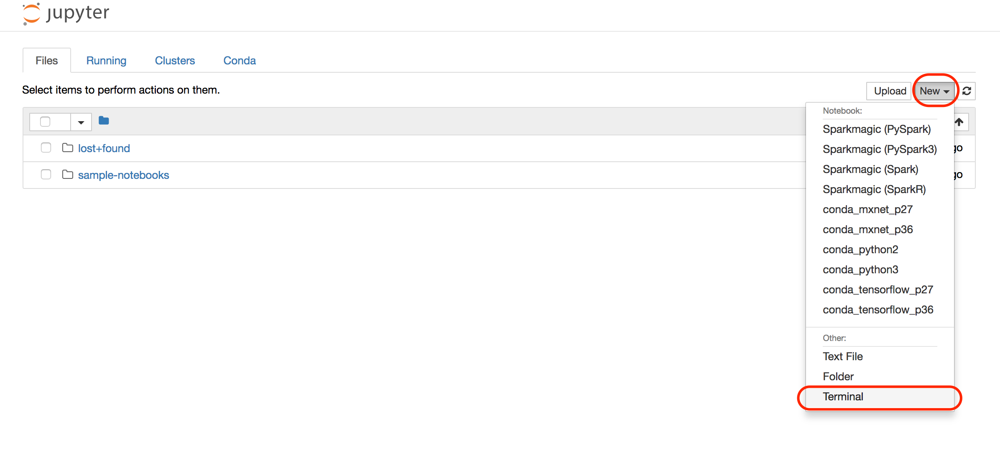 jupyter
Files Running Clusters Conda
Select items to perform actions on them.
Upload New
Notebook:
Sparkmagic (PySpark)
lost+found
Sparkmagic (PySpark3)
sample-notebooks
Sparkmagic (Spark)
Sparkmagic (SparkR)
conda_mxnet_p27
conda_mxnet_p36
conda_python2
conda_python3
conda_tensorflow_p27
conda_tensorflow_p36
Other:
Text File
Folder
Terminal